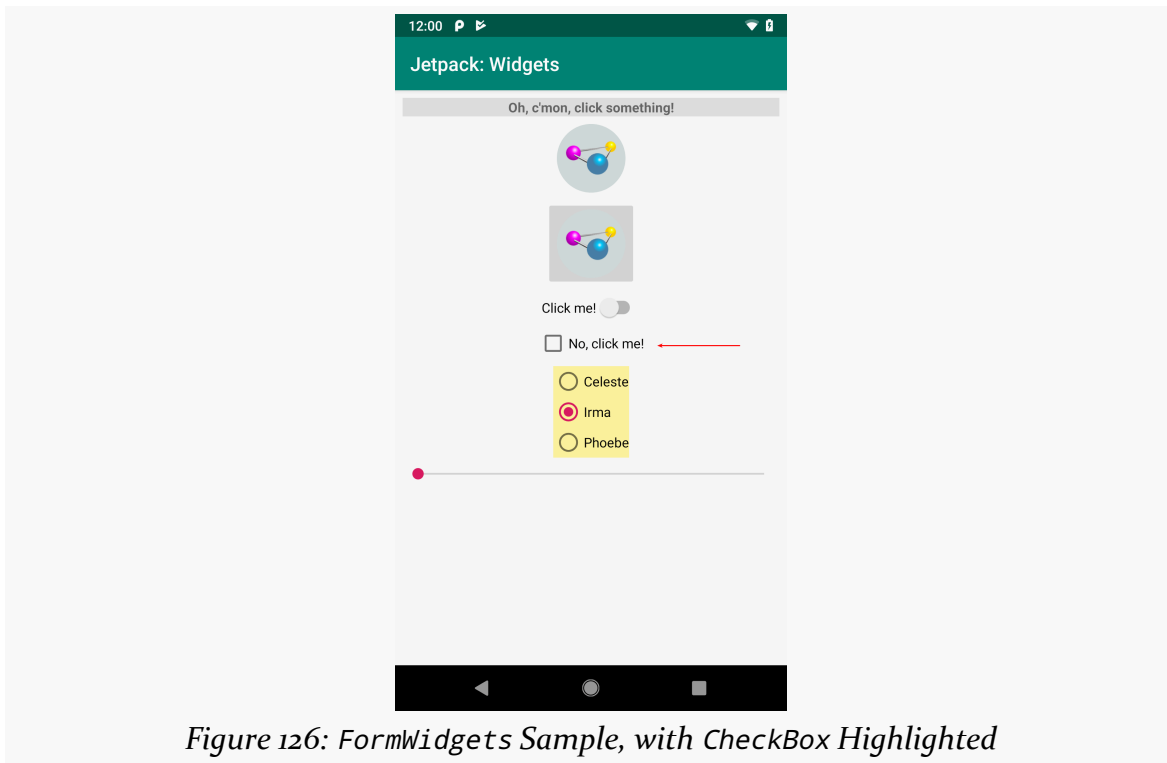 12:00
Jetpack: Widgets
Oh, c'mon, click something!
Click me!
No, click me!
Celeste
Irma
Phoebe
Figure 126: FormWidgets Sample, with CheckBox Highlighted